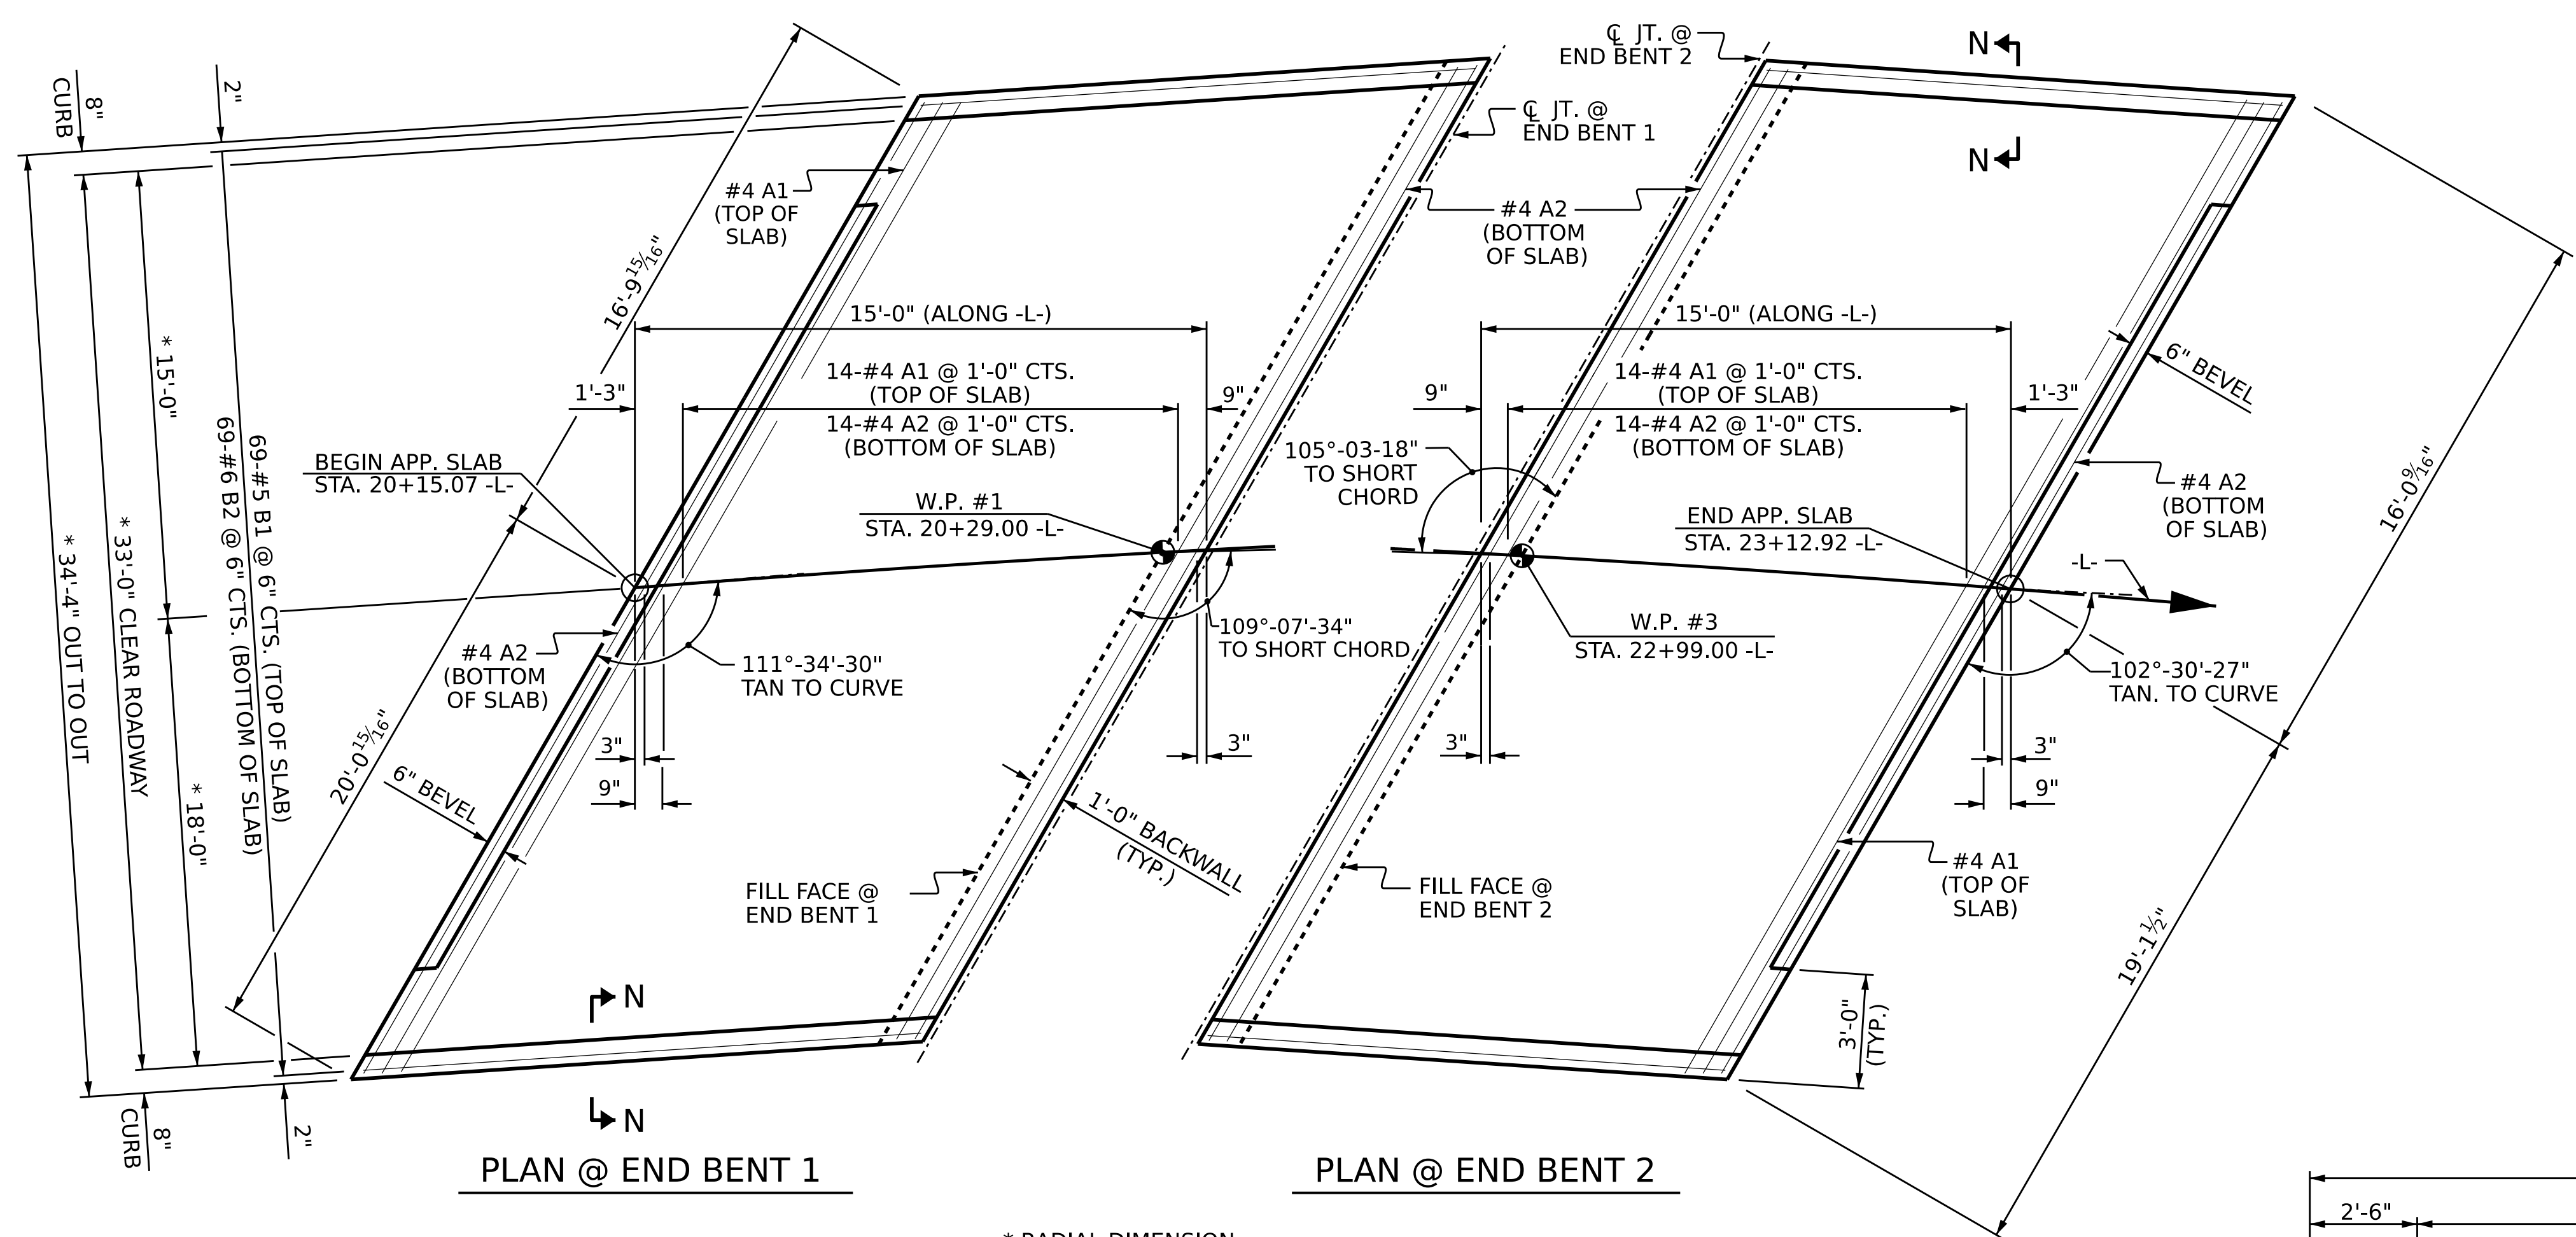 ℄ JT. @
END BENT 2
N
8"
CURB
2"
℄ JT. @
END BENT 1
N
#4 A1
(TOP OF
SLAB)
#4 A2
(BOTTOM
OF SLAB)
16'-9 15/16"
15'-0" (ALONG -L-)
15'-0" (ALONG -L-)
* 15'-0"
6" BEVEL
14-#4 A1 @ 1'-0" CTS.
(TOP OF SLAB)
14-#4 A2 @ 1'-0" CTS.
(BOTTOM OF SLAB)
1'-3"
9"
9"
14-#4 A1 @ 1'-0" CTS.
(TOP OF SLAB)
14-#4 A2 @ 1'-0" CTS.
(BOTTOM OF SLAB)
1'-3"
69-#5 B1 @ 6" CTS. (TOP OF SLAB)
69-#6 B2 @ 6" CTS. (BOTTOM OF SLAB)
* 33'-0" CLEAR ROADWAY
* 34'-4" OUT TO OUT
BEGIN APP. SLAB
STA. 20+15.07 -L-
105°-03-18"
TO SHORT
CHORD
16'-0 9/16"
#4 A2
(BOTTOM
OF SLAB)
W.P. #1
STA. 20+29.00 -L-
END APP. SLAB
STA. 23+12.92 -L-
-L-
W.P. #3
STA. 22+99.00 -L-
109°-07'-34"
TO SHORT CHORD
#4 A2
(BOTTOM
OF SLAB)
111°-34'-30"
TAN TO CURVE
102°-30'-27"
TAN. TO CURVE
20'-0 15/16"
3"
9"
3"
3"
3"
9"
6" BEVEL
* 18'-0"
1'-0" BACKWALL
(TYP.)
FILL FACE @
END BENT 1
FILL FACE @
END BENT 2
#4 A1
(TOP OF
SLAB)
19'-1 1/2"
3'-0"
(TYP.)
N
N
8"
CURB
2"
PLAN @ END BENT 1
PLAN @ END BENT 2
2'-6"
* RADIAL DIMENSION